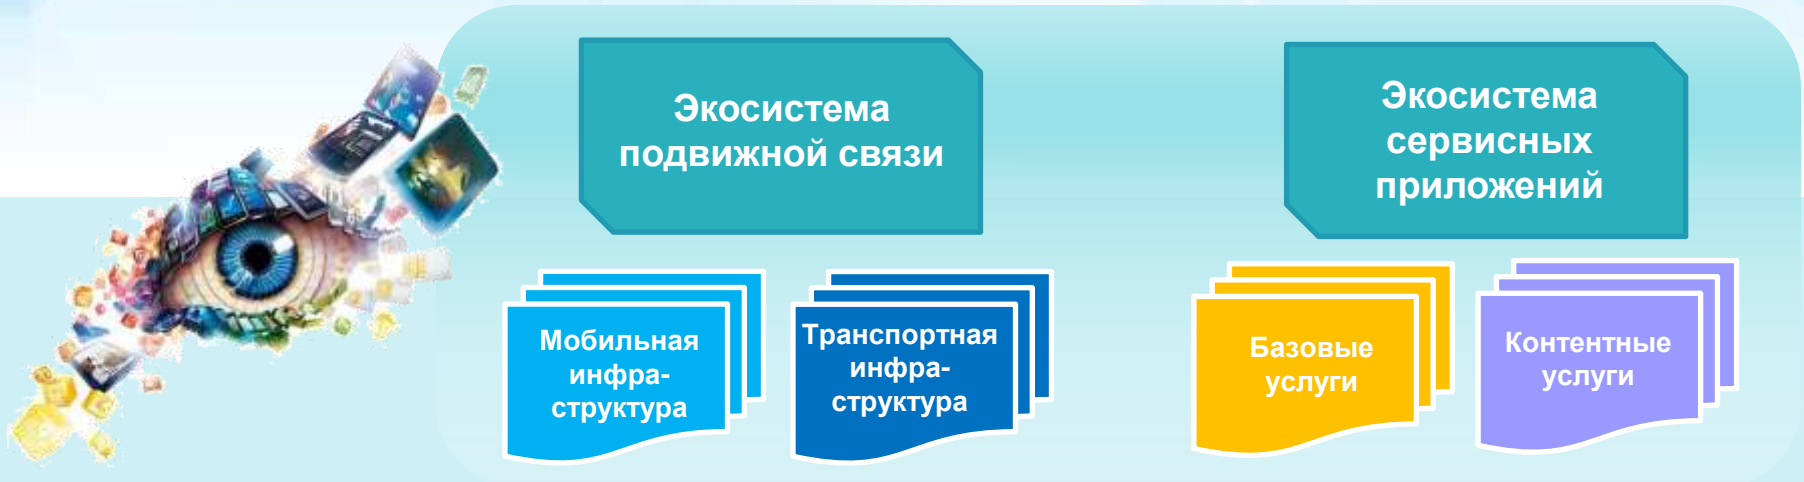 Экосистема
подвижной связи
Экосистема
сервисных
приложений
Мобильная
инфра-
структура
Транспортная
инфра-
структура
Базовые
услуги
Контентные
услуги